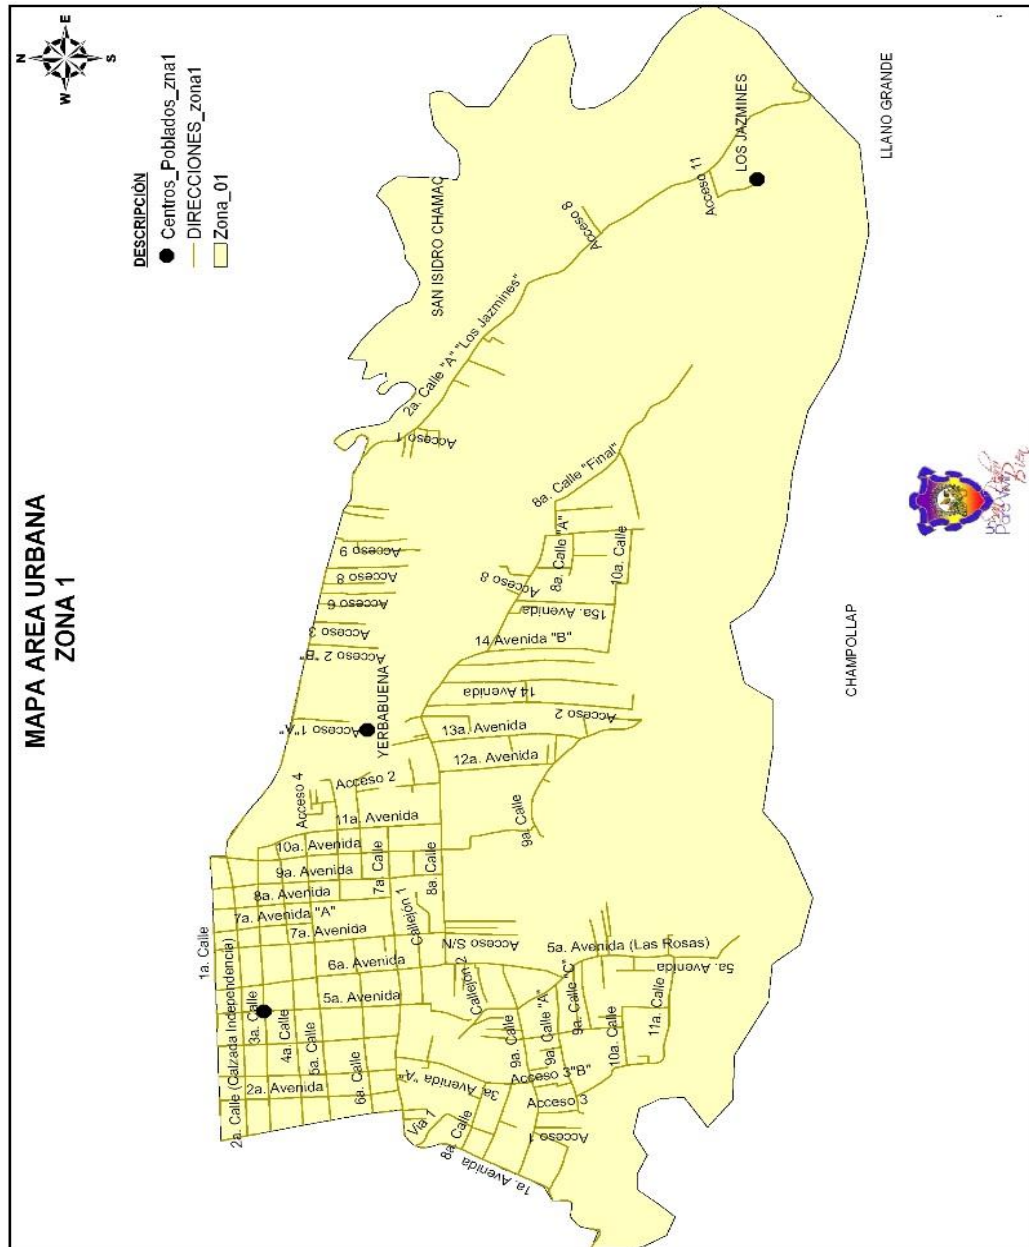 MAPA AREA URBANA
ZONA 1
N
E
W
S
DESCRIPCIÓN
Centros_Poblados_zna1
DIRECCIONES_zona1
Zona_01
LLANO GRANDE
LOS JAZMINES
Acceso 11
Acceso 8
SAN ISIDRO CHAMAC
2a. Calle "A" "Los Jazmines"
Acceso 1
8a. Calle "Final"
Acceso 9
Acceso 8
Acceso 6
Acceso 3
Acceso 2 "B"
Acceso 1 "A"
YERBABUENA
8a. Calle "A"
10a. Calle
Acceso 8
15a. Avenida
14 Avenida "B"
14 Avenida
Acceso 2
13a. Avenida
12a. Avenida
9a. Calle
CHAMPOLLAP
Acceso 2
Acceso 4
11a. Avenida
10a. Avenida
9a. Avenida
8a. Avenida
7a. Avenida "A"
7a. Avenida
6a. Avenida
5a. Avenida
2a. Avenida
7a. Calle
8a. Calle
Callejón 1
Acceso S/N
Callejón 2
1a. Calle
2a. Calle (Calzada Independencia)
3a. Calle
4a. Calle
5a. Calle
6a. Calle
5a. Avenida (Las Rosas)
5a. Avenida
9a. Calle "C"
9a. Calle "A"
9a. Calle
10a. Calle
11a. Calle
3a. Avenida "A"
Acceso 3"B"
Acceso 3
Acceso 1
Via 1
8a. Calle
1a. Avenida
Para Vivir
Bien